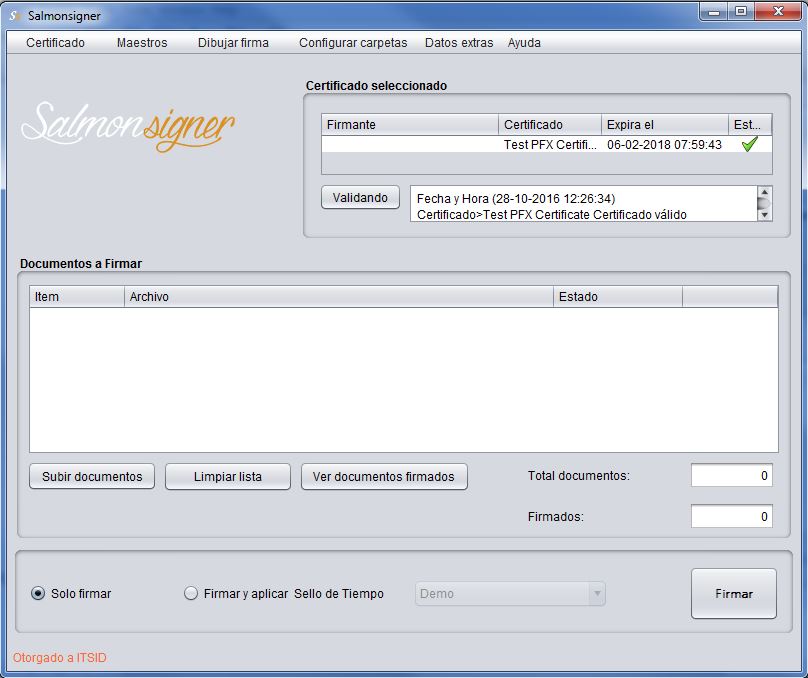 Salmonsigner
Certificado Maestros Dibujar firma Configurar carpetas Datos extras Ayuda
Salmonsigner
Certificado seleccionado
Firmante Certificado Expira el Est...
Test PFX Certifi... 06-02-2018 07:59:43
Validando
Fecha y Hora (28-10-2016 12:26:34)
Certificado>Test PFX Certificate Certificado válido
Documentos a Firmar
Item Archivo Estado
Subir documentos Limpiar lista Ver documentos firmados Total documentos: 0
Firmados: 0
Solo firmar Firmar y aplicar Sello de Tiempo Demo Firmar
Otorgado a ITSID